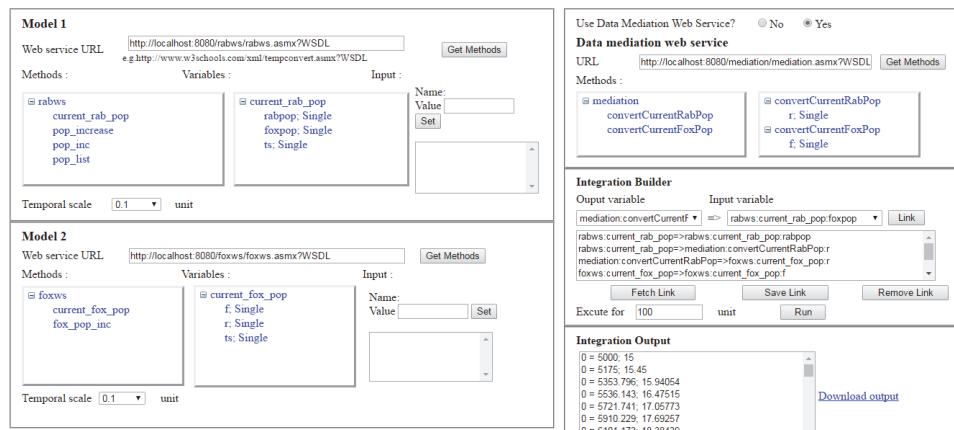 Model 1
Web service URL http://localhost:8080/rabws/rabws.asmx?WSDL Get Methods
e.g.http://www.w3schools.com/xml/tempconvert.asmx?WSDL
Methods : Variables : Input :
rabws
current_rab_pop
pop_increase
pop_inc
pop_list
current_rab_pop
rabpop; Single
foxpop; Single
ts; Single
Name:
Value
Set
Temporal scale 0.1 unit
Model 2
Web service URL http://localhost:8080/foxws/foxws.asmx?WSDL Get Methods
Methods : Variables : Input :
foxws
current_fox_pop
fox_pop_inc
current_fox_pop
f; Single
r; Single
ts; Single
Name:
Value Set
Temporal scale 0.1 unit
Use Data Mediation Web Service? No Yes
Data mediation web service
URL http://localhost:8080/mediation/mediation.asmx?WSDL Get Methods
Methods :
mediation
convertCurrentRabPop
convertCurrentFoxPop
convertCurrentRabPop
r; Single
convertCurrentFoxPop
f; Single
Integration Builder
Ouput variable Input variable
mediation:convertCurrentF => rabws:current_rab_pop:foxpop Link
rabws:current_rab_pop=>rabws:current_rab_pop:rabpop
rabws:current_rab_pop=>mediation:convertCurrentRabPop:r
mediation:convertCurrentRabPop=>foxws:current_fox_pop:r
foxws:current_fox_pop=>foxws:current_fox_pop:f
Fetch Link Save Link Remove Link
Excute for 100 unit Run
Integration Output
0 = 5000; 15
0 = 5175; 15.45
0 = 5353.796; 15.94054
0 = 5536.143; 16.47515
0 = 5721.741; 17.05773
0 = 5910.229; 17.69257
Download output